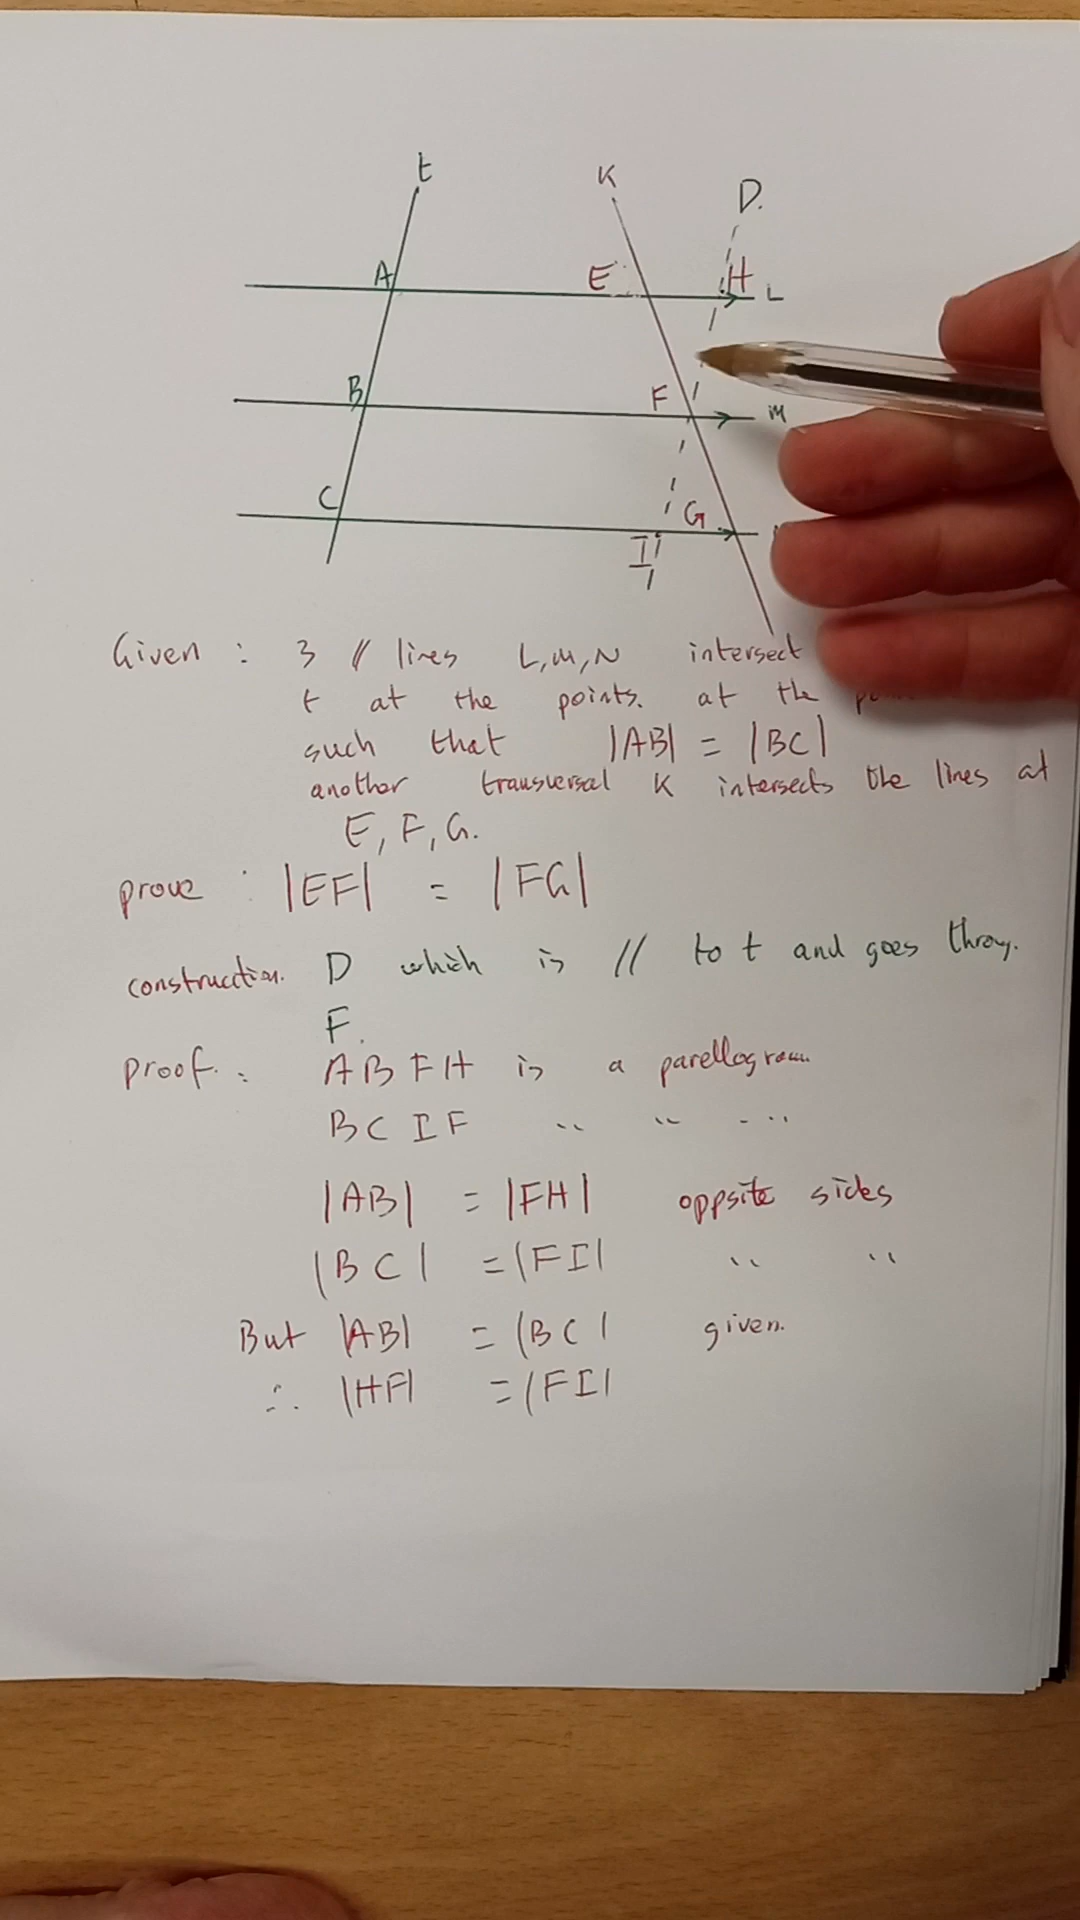 t
K
D.
A
E
H
L
B
F
m
C
G
I
Given : 3 // lines L,M,N intersect
t at the points. at the
such that |AB| = |BC|
another transversal K intersects the lines at
E, F, G.
prove : |EF| = |FG|
construction. D which is // to t and goes throg.
F.
Proof. : ABFH is a parellogram
BCIF " " "
|AB| = |FH| oppsite sides
|BC| = |FI| " "
But |AB| = |BC| given.
∴ |HF| = |FI|